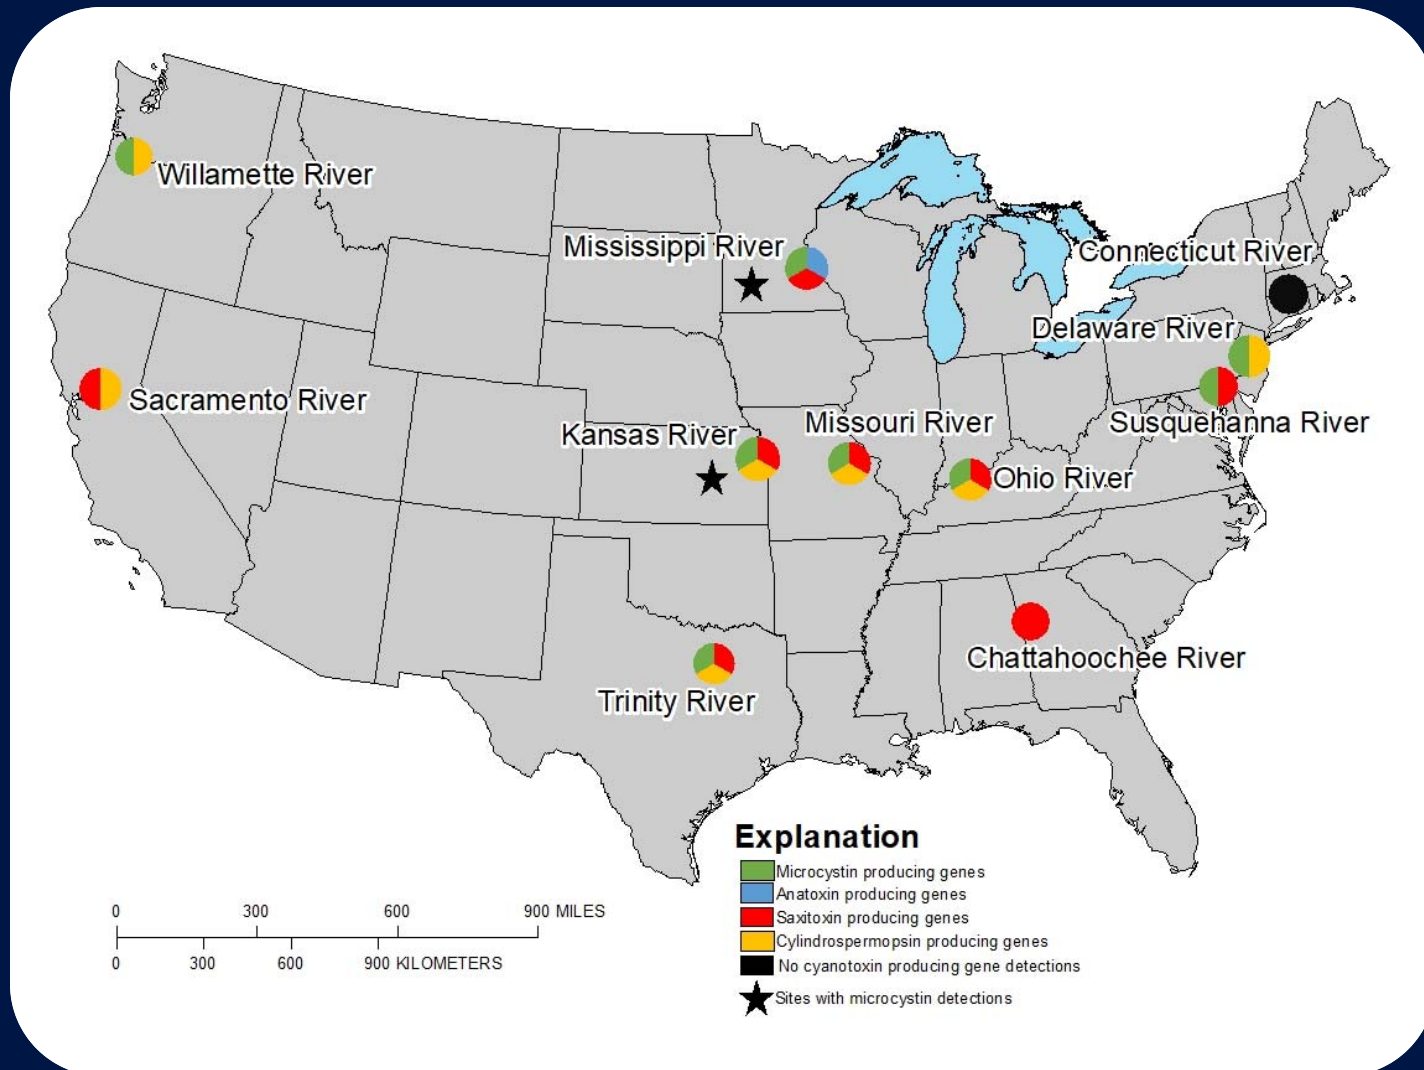 Willamette River
Mississippi River
Connecticut River
Delaware River
Sacramento River
Kansas River
Missouri River
Susquehanna River
Ohio River
Chattahoochee River
Trinity River
Explanation
Microcystin producing genes
Anatoxin producing genes
Saxitoxin producing genes
Cylindrospermopsin producing genes
No cyanotoxin producing gene detections
Sites with microcystin detections
0 300 600 900 MILES
0 300 600 900 KILOMETERS